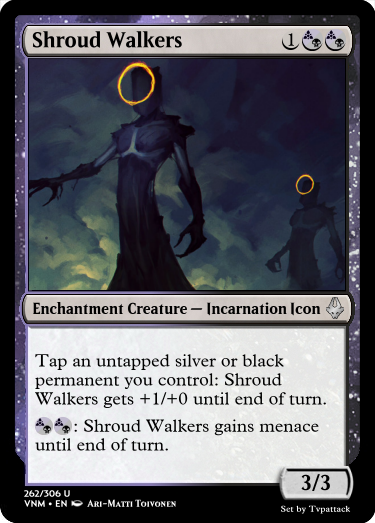 Shroud Walkers 1
Enchantment Creature — Incarnation Icon
Tap an untapped silver or black
permanent you control: Shroud
Walkers gets +1/+0 until end of turn.
: Shroud Walkers gains menace
until end of turn.
3/3
262/306 U
VNM • EN Ari-Matti Toivonen
Set by Tvpattack